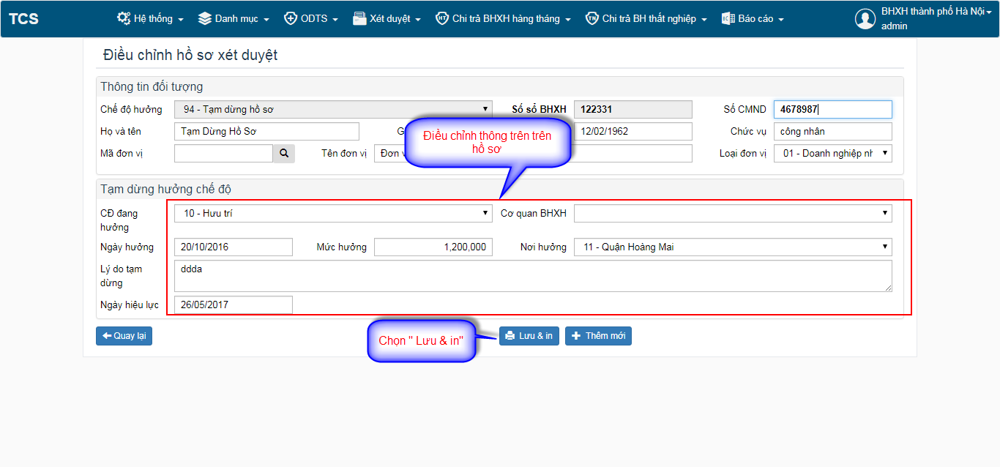 TCS Hệ thống Danh mục ODTS Xét duyệt Chi trả BHXH hàng tháng Chi trả BH thất nghiệp Báo cáo BHXH thành phố Hà Nội
admin
Điều chỉnh hồ sơ xét duyệt
Thông tin đối tượng
Chế độ hưởng 94 - Tạm dừng hồ sơ Số sổ BHXH 122331 Số CMND 4678987
Họ và tên Tạm Dừng Hồ Sơ G 12/02/1962 Chức vụ công nhân
Mã đơn vị Tên đơn vị Đơn v Loại đơn vị 01 - Doanh nghiệp nh
Điều chỉnh thông trên trên
hồ sơ
Tạm dừng hưởng chế độ
CĐ đang
hưởng
10 - Hưu trí Cơ quan BHXH
Ngày hưởng 20/10/2016 Mức hưởng 1,200,000 Nơi hưởng 11 - Quận Hoàng Mai
Lý do tạm
dừng
ddda
Ngày hiệu lực 26/05/2017
Quay lại Chọn " Lưu & in" Lưu & in Thêm mới